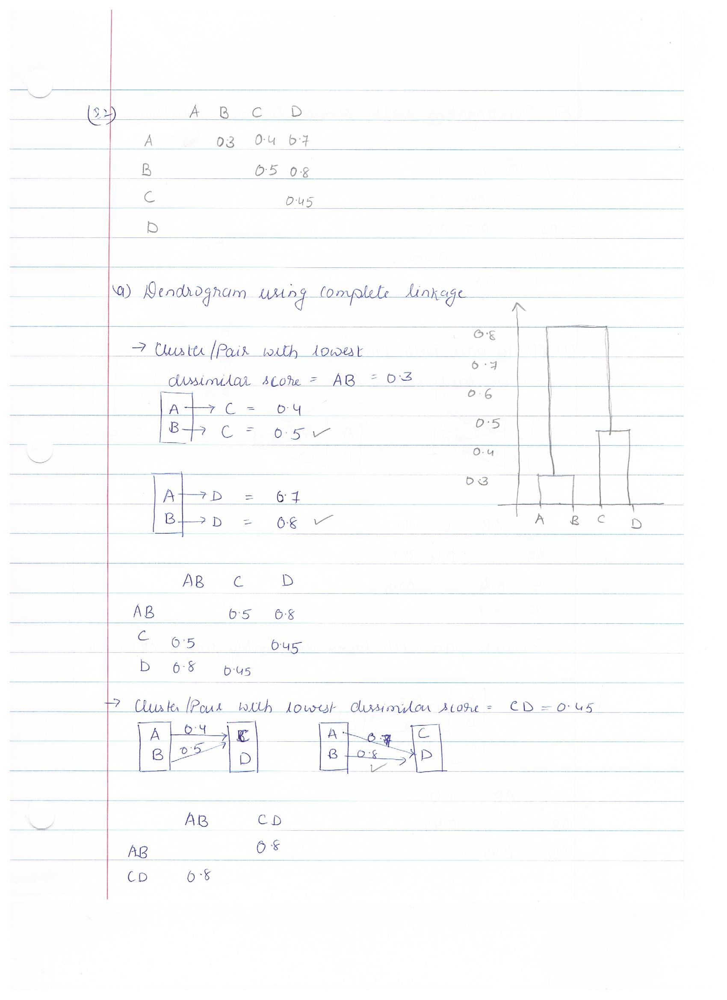 (Q2) A B C D
A 0.3 0.4 0.7
B 0.5 0.8
C 0.45
D
(a) Dendrogram using complete linkage
→ Cluster/Pair with lowest
dissimilar score = AB = 0.3
A → C = 0.4
B → C = 0.5 ✓
A → D = 0.7
B → D = 0.8 ✓
0.8
0.7
0.6
0.5
0.4
0.3
A B C D
AB C D
AB 0.5 0.8
C 0.5 0.45
D 0.8 0.45
→ Cluster/Pair with lowest dissimilar score = CD = 0.45
A 0.4 C A 0.7 C
B 0.5 D B 0.8 D
✓
AB CD
AB 0.8
CD 0.8